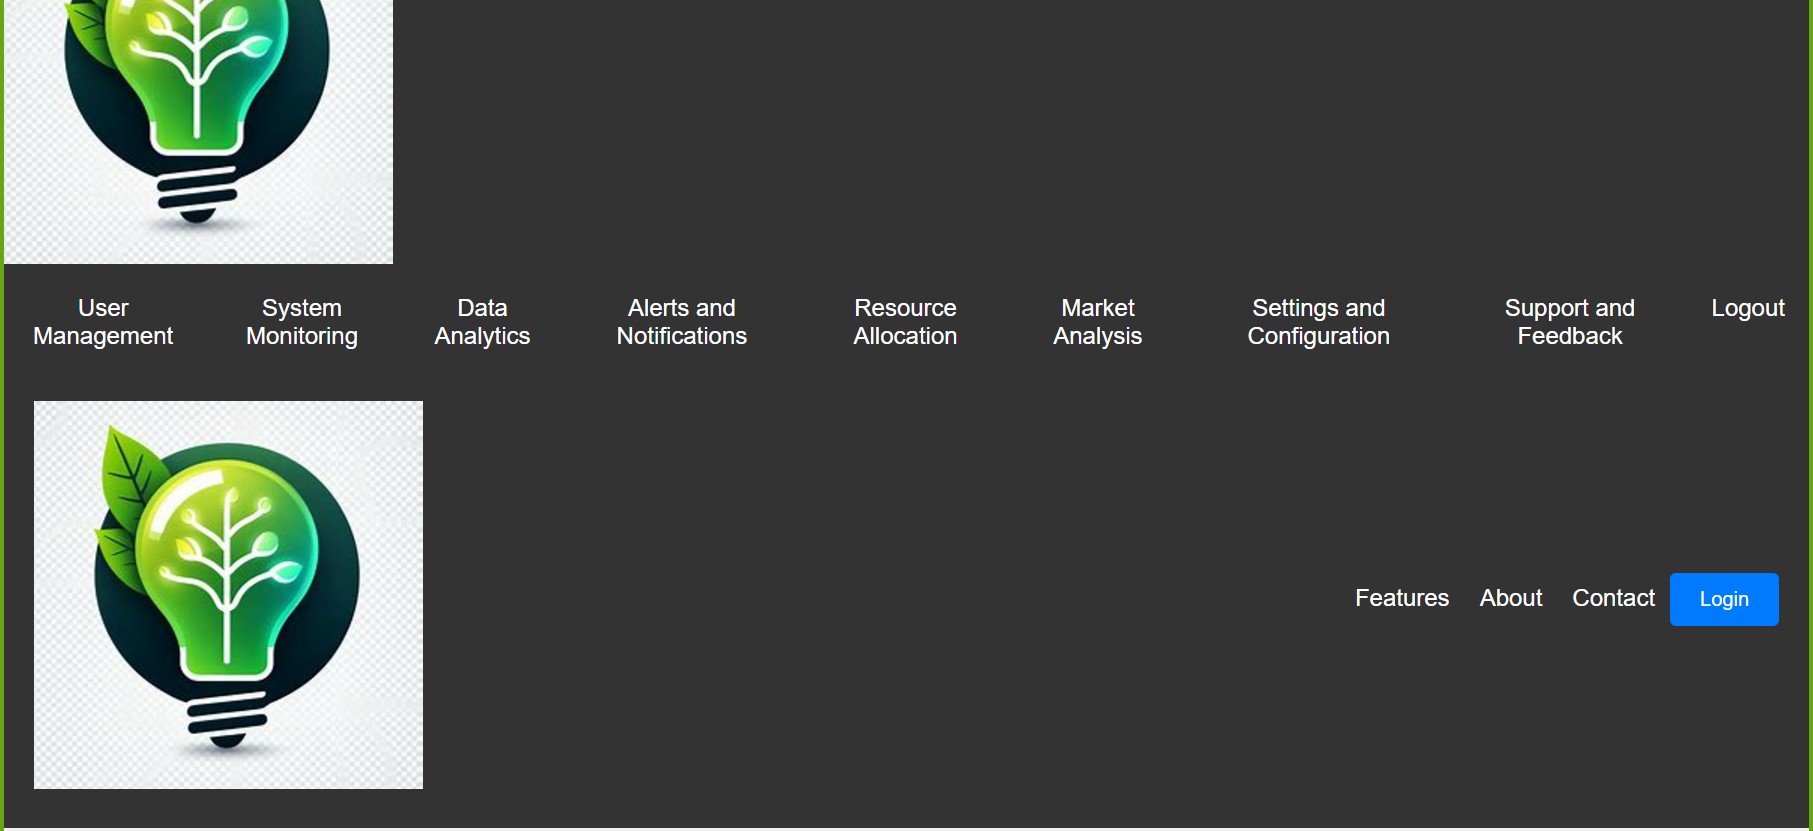 User Management
System Monitoring
Data Analytics
Alerts and Notifications
Resource Allocation
Market Analysis
Settings and Configuration
Support and Feedback
Logout
Features
About
Contact
Login